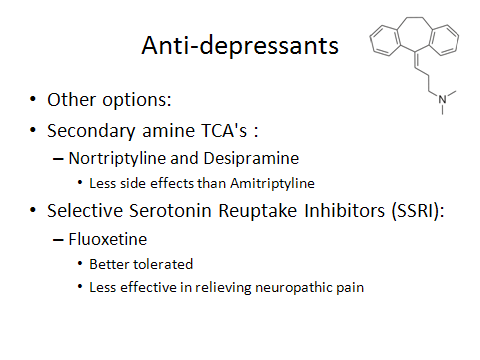 Anti-depressants
N
• Other options:
• Secondary amine TCA's :
– Nortriptyline and Desipramine
• Less side effects than Amitriptyline
• Selective Serotonin Reuptake Inhibitors (SSRI):
– Fluoxetine
• Better tolerated
• Less effective in relieving neuropathic pain